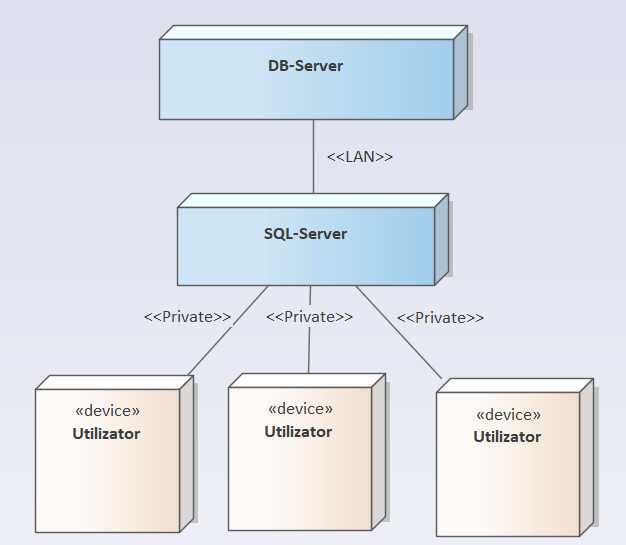 DB-Server
<<LAN>>
SQL-Server
<<Private>>
<<Private>>
<<Private>>
«device»
Utilizator
«device»
Utilizator
«device»
Utilizator